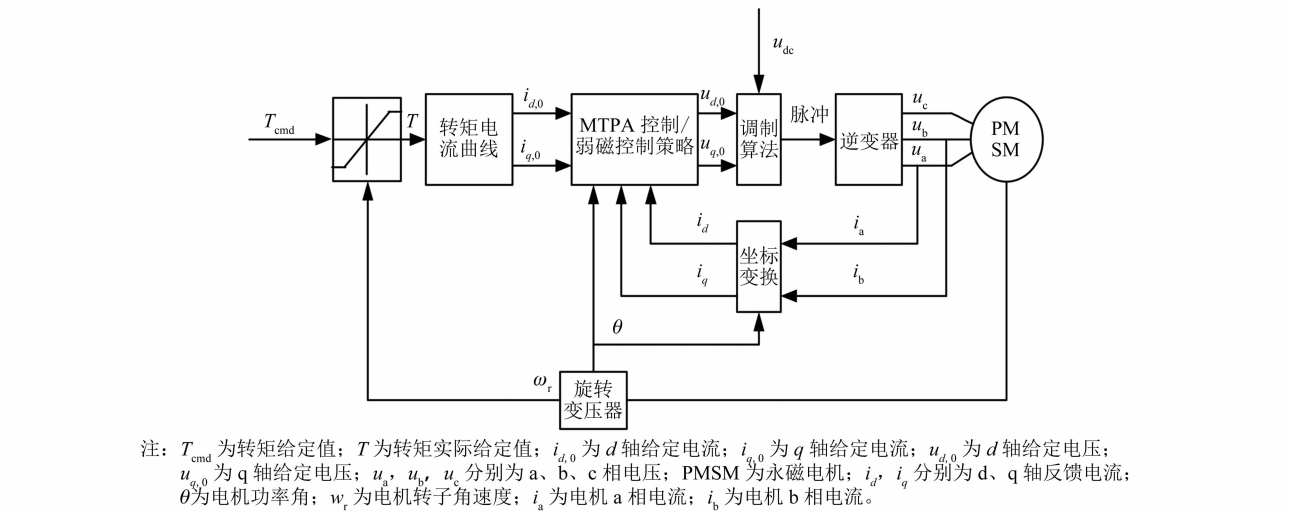 u_dc
T_cmd
T
转矩电
流曲线
i_d,0
i_q,0
MTPA 控制/
弱磁控制策略
u_d,0
u_q,0
调制
算法
脉冲
逆变器
u_c
u_b
u_a
PM
SM
i_d
i_q
坐标
变换
i_a
i_b
θ
ω_r
旋转
变压器
注：T_cmd 为转矩给定值；T 为转矩实际给定值；i_d,0 为 d 轴给定电流；i_q,0 为 q 轴给定电流；u_d,0 为 d 轴给定电压；
u_q,0 为 q 轴给定电压；u_a，u_b，u_c 分别为 a、b、c 相电压；PMSM 为永磁电机；i_d，i_q 分别为 d、q 轴反馈电流；
θ为电机功率角；w_r 为电机转子角速度；i_a 为电机 a 相电流；i_b 为电机 b 相电流。